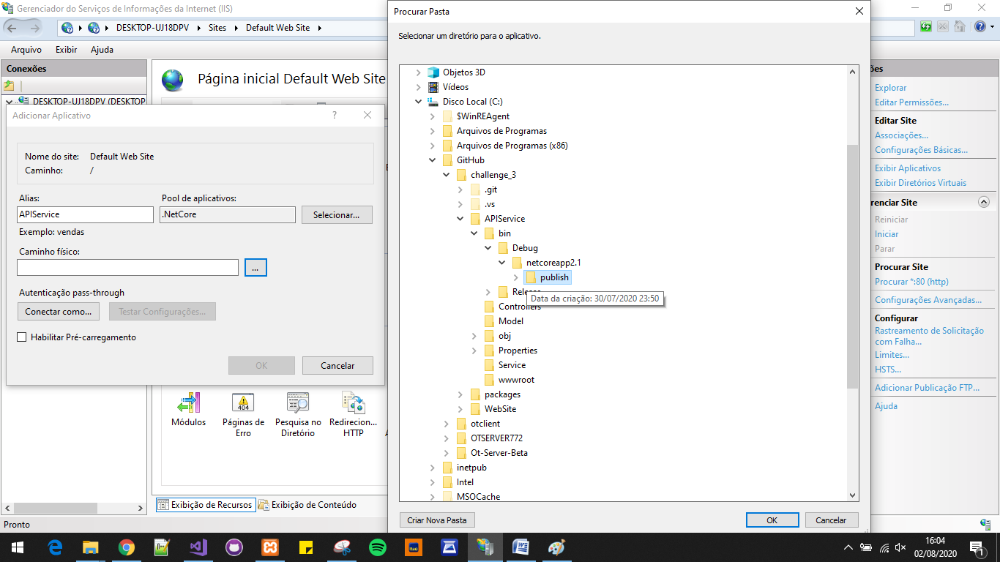 Gerenciador do Serviços de Informações da Internet (IIS)
DESKTOP-UJ18DPV
Sites
Default Web Site
Arquivo
Exibir
Ajuda
Conexões
DESKTOP-UJ18DPV (DESKTOP
Página inicial Default Web Site
Adicionar Aplicativo
?
Nome do site: Default Web Site
Caminho: /
Alias:
Pool de aplicativos:
APIService
.NetCore
Selecionar...
Exemplo: vendas
Caminho físico:
...
Autenticação pass-through
Conectar como...
Testar Configurações...
Habilitar Pré-carregamento
OK
Cancelar
404
Módulos
Páginas de
Erro
Pesquisa no
Diretório
Redirecion...
HTTP
Exibição de Recursos
Exibição de Conteúdo
Pronto
Procurar Pasta
Selecionar um diretório para o aplicativo.
Objetos 3D
Vídeos
Disco Local (C:)
$WinREAgent
Arquivos de Programas
Arquivos de Programas (x86)
GitHub
challenge_3
.git
.vs
APIService
bin
Debug
netcoreapp2.1
publish
Release
Data da criação: 30/07/2020 23:50
Controllers
Model
obj
Properties
Service
wwwroot
packages
WebSite
otclient
OTSERVER772
Ot-Server-Beta
inetpub
Intel
MSOCache
Criar Nova Pasta
OK
Cancelar
ões
Explorar
Editar Permissões...
Editar Site
Associações...
Configurações Básicas...
Exibir Aplicativos
Exibir Diretórios Virtuais
renciar Site
Reiniciar
Iniciar
Parar
Procurar Site
Procurar *:80 (http)
Configurações Avançadas...
Configurar
Rastreamento de Solicitação
com Falha...
Limites...
HSTS...
Adicionar Publicação FTP...
Ajuda
16:04
02/08/2020
1